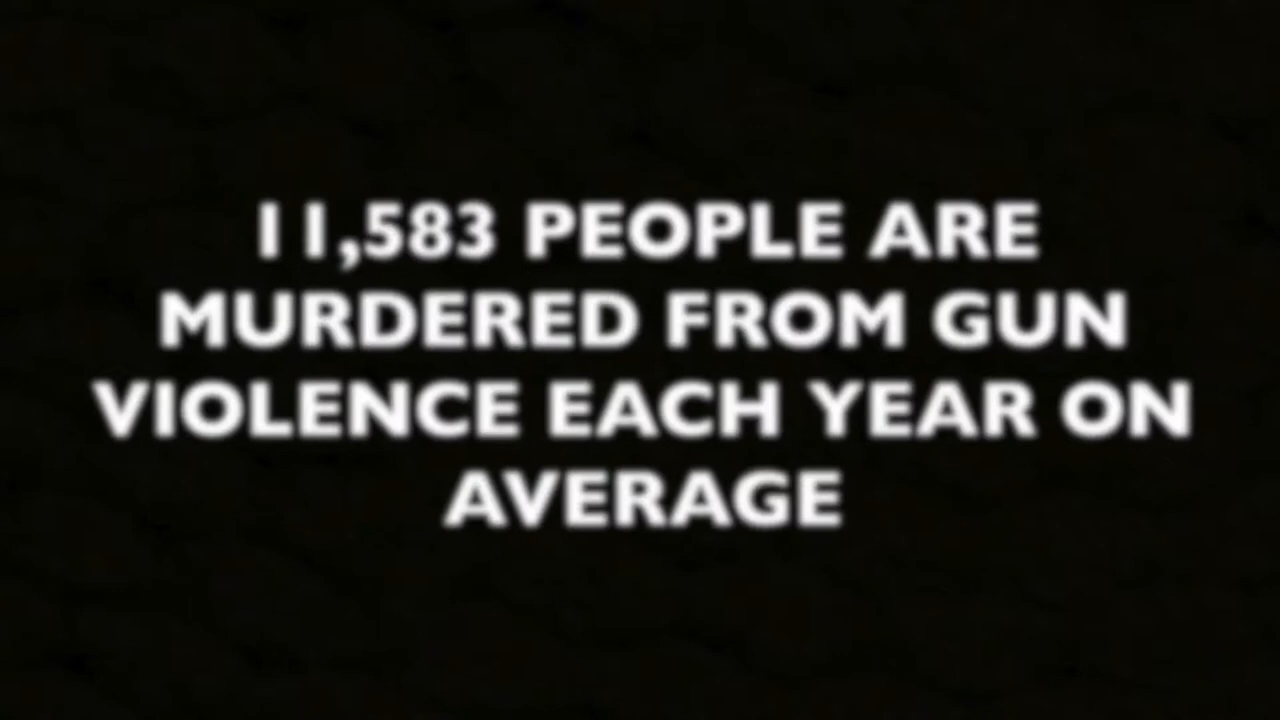 11,583 PEOPLE ARE
MURDERED FROM GUN
VIOLENCE EACH YEAR ON
AVERAGE